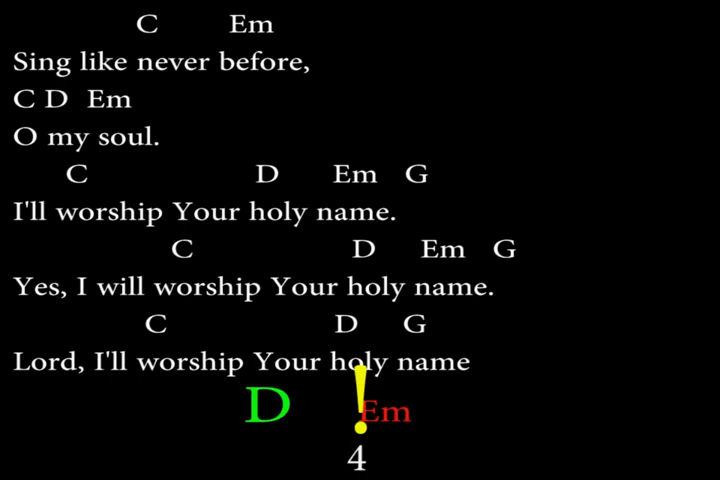 C Em
Sing like never before,
C D Em
O my soul.
C D Em G
I'll worship Your holy name.
C D Em G
Yes, I will worship Your holy name.
C D G
Lord, I'll worship Your holy name
D ! Em
4